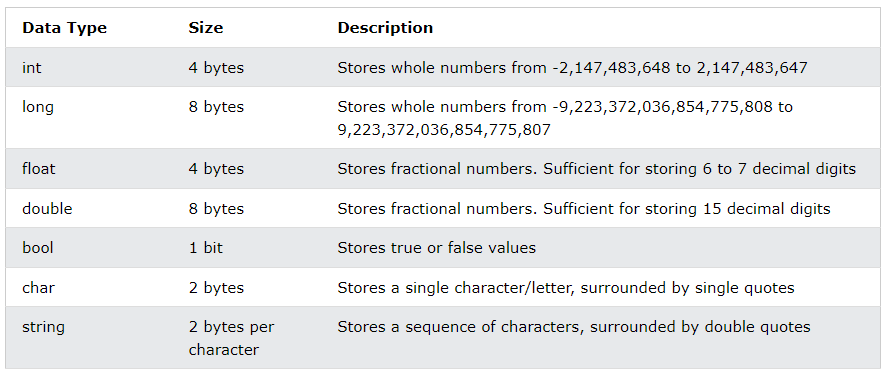 Data Type Size Description
int 4 bytes Stores whole numbers from -2,147,483,648 to 2,147,483,647
long 8 bytes Stores whole numbers from -9,223,372,036,854,775,808 to
9,223,372,036,854,775,807
float 4 bytes Stores fractional numbers. Sufficient for storing 6 to 7 decimal digits
double 8 bytes Stores fractional numbers. Sufficient for storing 15 decimal digits
bool 1 bit Stores true or false values
char 2 bytes Stores a single character/letter, surrounded by single quotes
string 2 bytes per Stores a sequence of characters, surrounded by double quotes
character